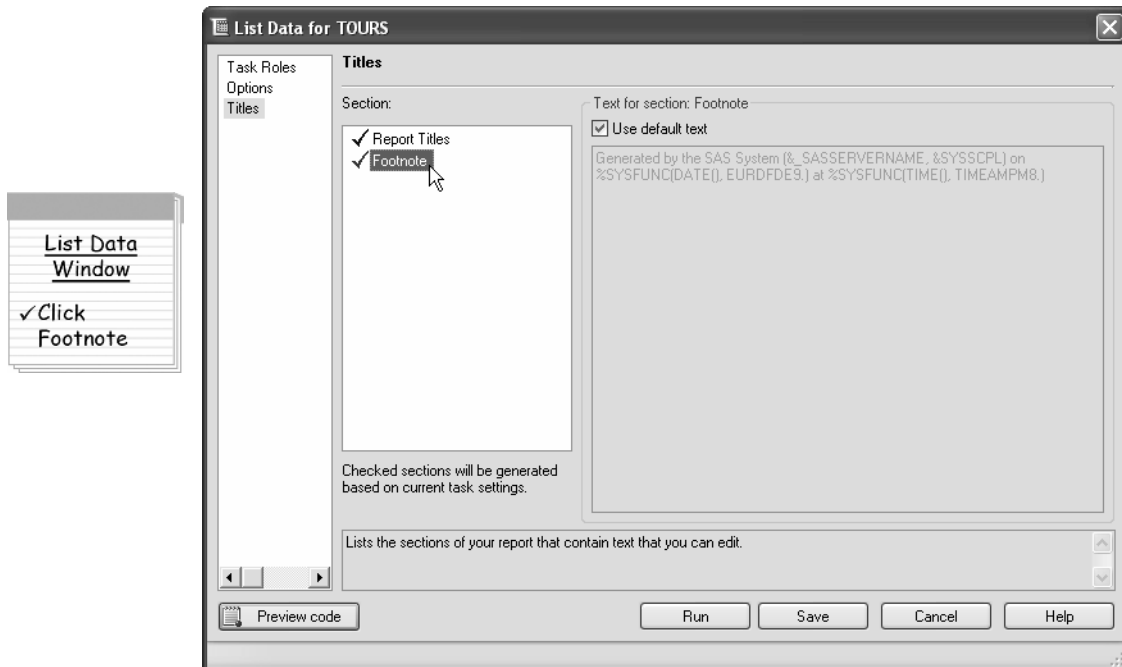 List Data for TOURS
Task Roles
Options
Titles
Titles
Section:
Report Titles
Footnote
Checked sections will be generated
based on current task settings.
Text for section: Footnote
Use default text
Generated by the SAS System (&_SASSERVERNAME, &SYSSCPL) on
%SYSFUNC(DATE(), EURDFDE9.) at %SYSFUNC(TIME(), TIMEAMPM8.)
Lists the sections of your report that contain text that you can edit.
Preview code
Run
Save
Cancel
Help
List Data
Window
✓Click
Footnote